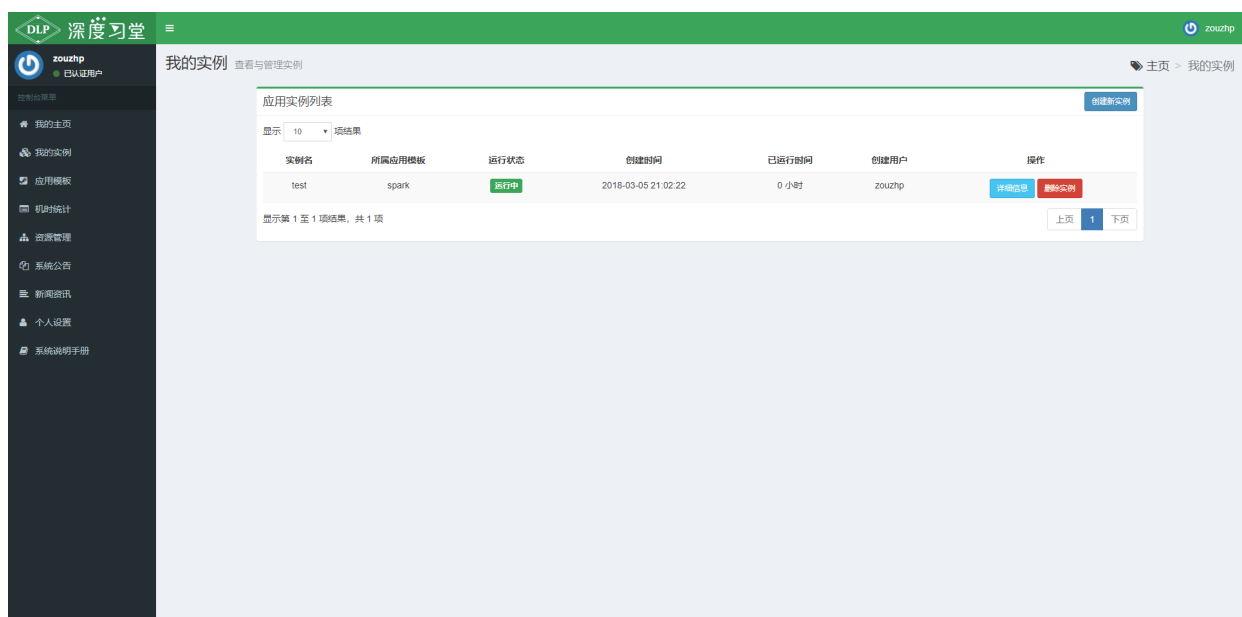 DLP 深度习堂
zouzhp
zouzhp
已认证用户
控制台菜单
我的主页
我的实例
应用模板
机时统计
资源管理
系统公告
新闻资讯
个人设置
系统说明手册
我的实例 查看与管理实例
主页 > 我的实例
应用实例列表 创建新实例
显示 10 项结果
实例名 所属应用模板 运行状态 创建时间 已运行时间 创建用户 操作
test spark 运行中 2018-03-05 21:02:22 0 小时 zouzhp 详细信息 删除实例
显示第 1 至 1 项结果，共 1 项 上页 1 下页